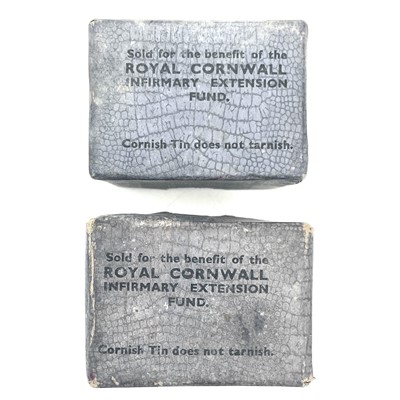 Sold for the benefit of the
ROYAL CORNWALL
INFIRMARY EXTENSION
FUND.
Cornish Tin does not tarnish.
Sold for the benefit of the
ROYAL CORNWALL
INFIRMARY EXTENSION
FUND.
Cornish Tin does not tarnish.